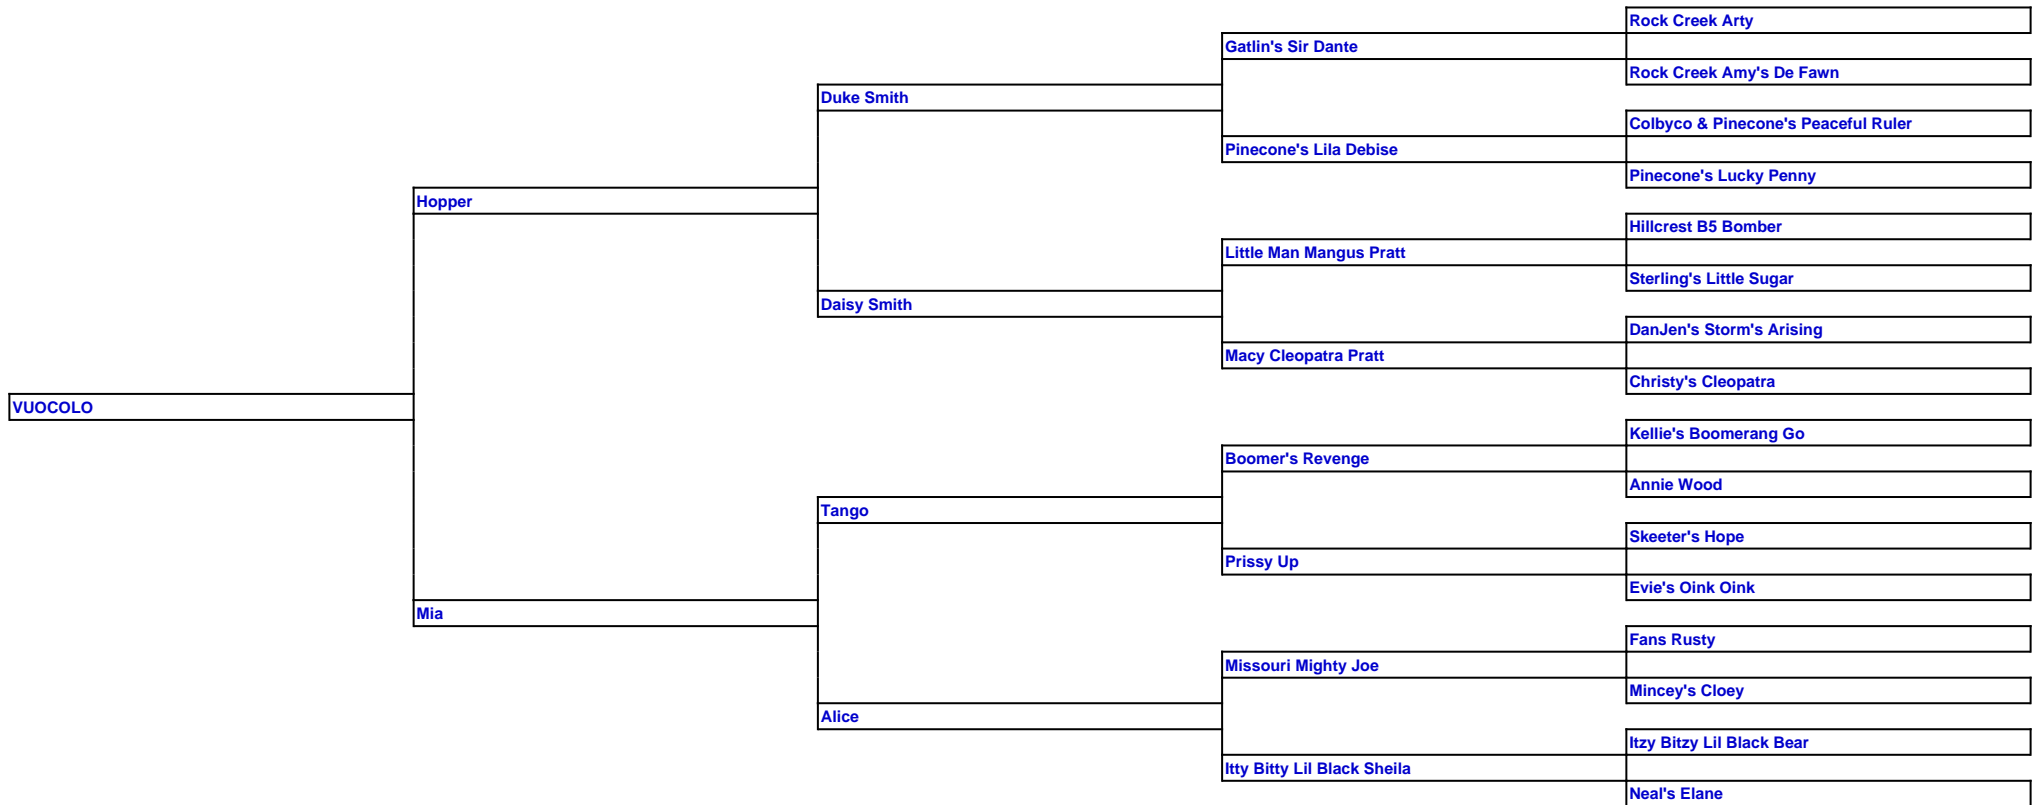 Rock Creek Arty
Gatlin's Sir Dante
Rock Creek Amy's De Fawn
Duke Smith
Colbyco & Pinecone's Peaceful Ruler
Pinecone's Lila Debise
Pinecone's Lucky Penny
Hopper
Hillcrest B5 Bomber
Little Man Mangus Pratt
Sterling's Little Sugar
Daisy Smith
DanJen's Storm's Arising
Macy Cleopatra Pratt
Christy's Cleopatra
VUOCOLO
Kellie's Boomerang Go
Boomer's Revenge
Annie Wood
Tango
Skeeter's Hope
Prissy Up
Evie's Oink Oink
Mia
Fans Rusty
Missouri Mighty Joe
Mincey's Cloey
Alice
Itzy Bitzy Lil Black Bear
Itty Bitty Lil Black Sheila
Neal's Elane